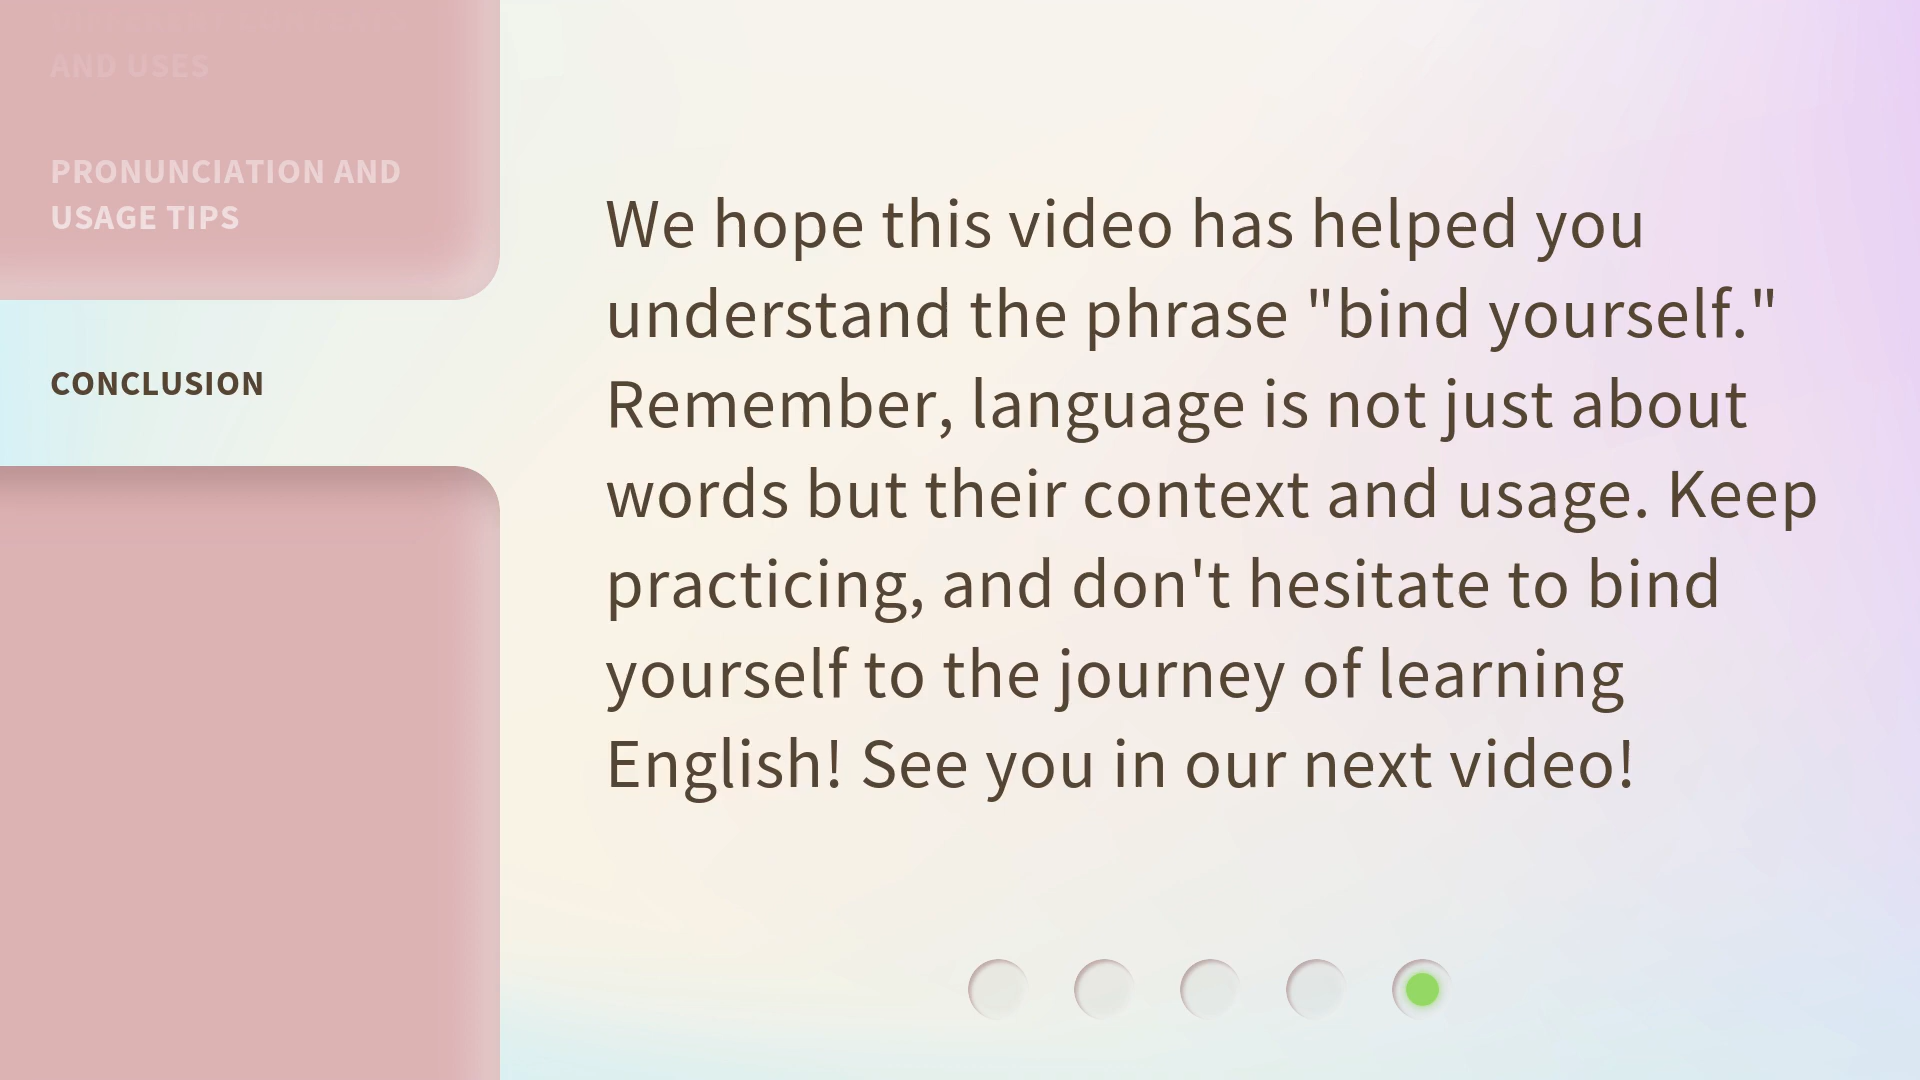 AND USES
PRONUNCIATION AND
USAGE TIPS
CONCLUSION
We hope this video has helped you
understand the phrase "bind yourself."
Remember, language is not just about
words but their context and usage. Keep
practicing, and don't hesitate to bind
yourself to the journey of learning
English! See you in our next video!